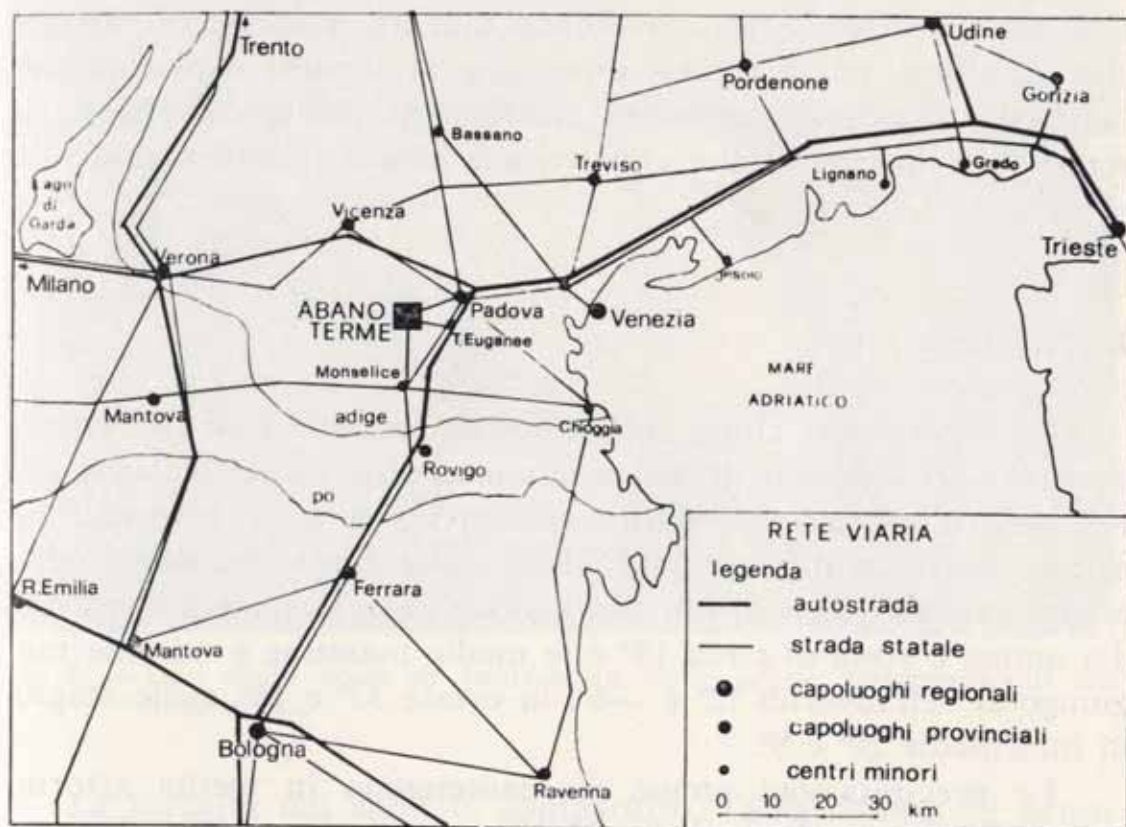 Trento
Udine
Pordenone
Gorizia
Bassano
Treviso
Lignano
Grado
Lago
di
Garda
Vicenza
Trieste
Verona
Milano
ABANO
TERME
Padova
Venezia
T. Euganee
Monselice
MARE
ADRIATICO
Mantova
adige
Chioggia
Rovigo
po
R. Emilia
Ferrara
Mantova
Bologna
Ravenna
RETE VIARIA
legenda
autostrada
strada statale
capoluoghi regionali
capoluoghi provinciali
centri minori
0 10 20 30 km